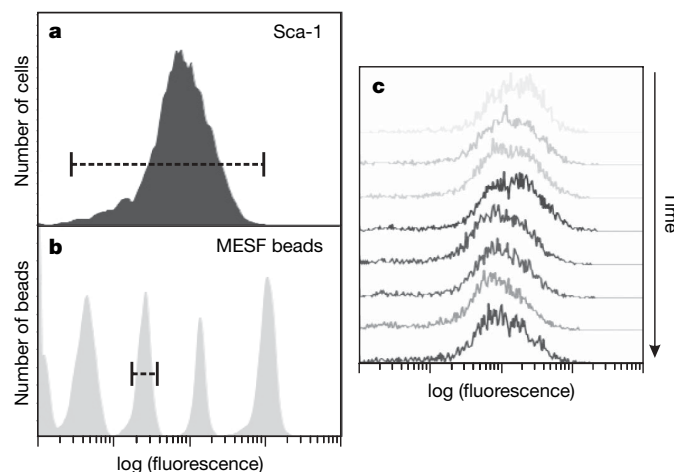 a
Sca-1
Number of cells
b
MESF beads
Number of beads
log (fluorescence)
c
log (fluorescence)
Time